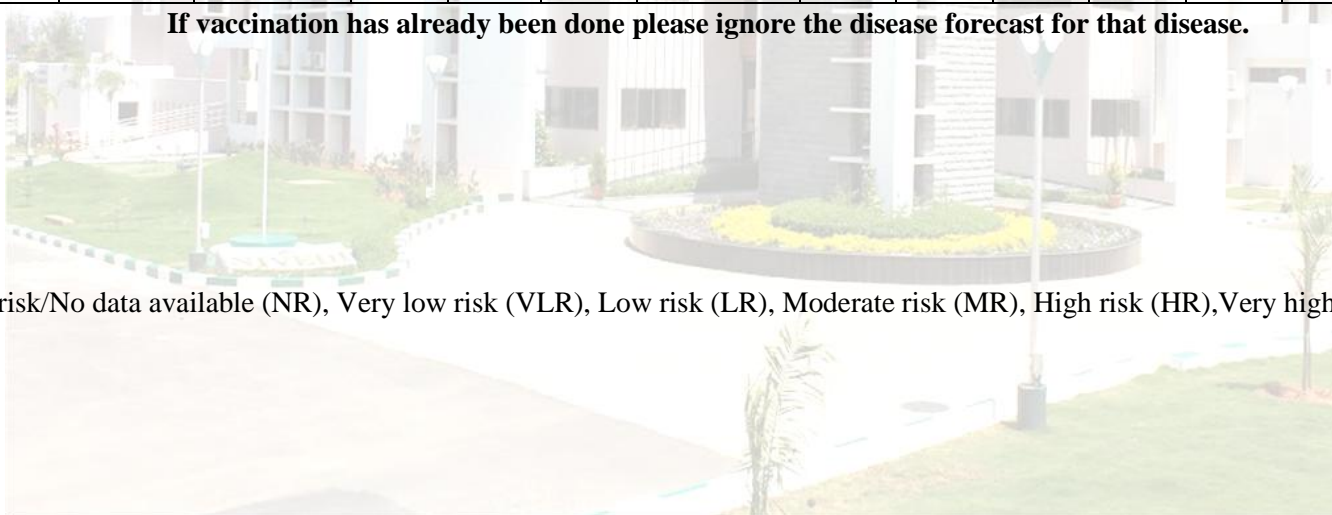 If vaccination has already been done please ignore the disease forecast for that disease.
risk/No data available (NR), Very low risk (VLR), Low risk (LR), Moderate risk (MR), High risk (HR),Very high